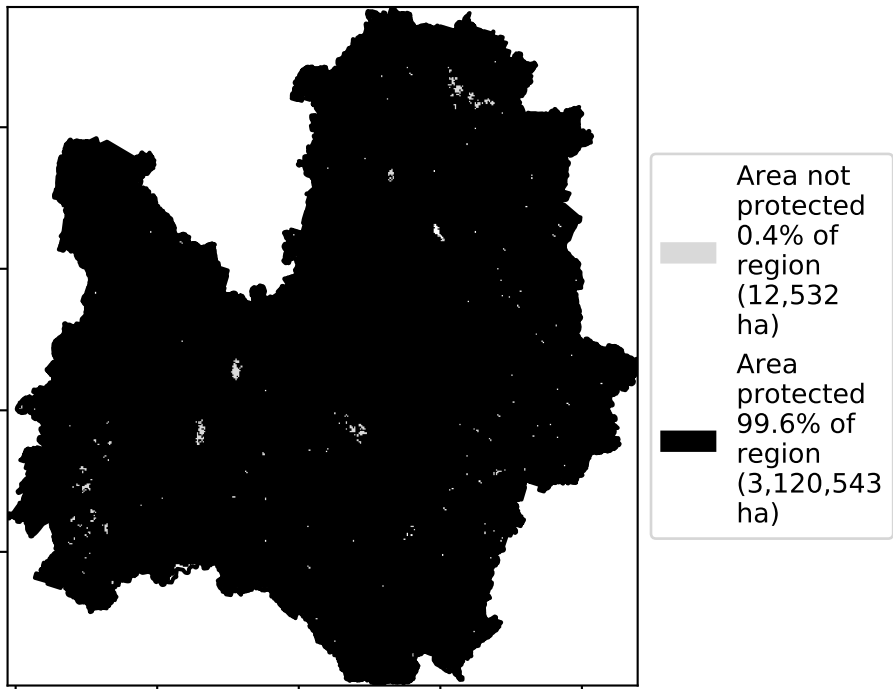 Area not
protected
0.4% of
region
(12,532
ha)
Area
protected
99.6% of
region
(3,120,543
ha)